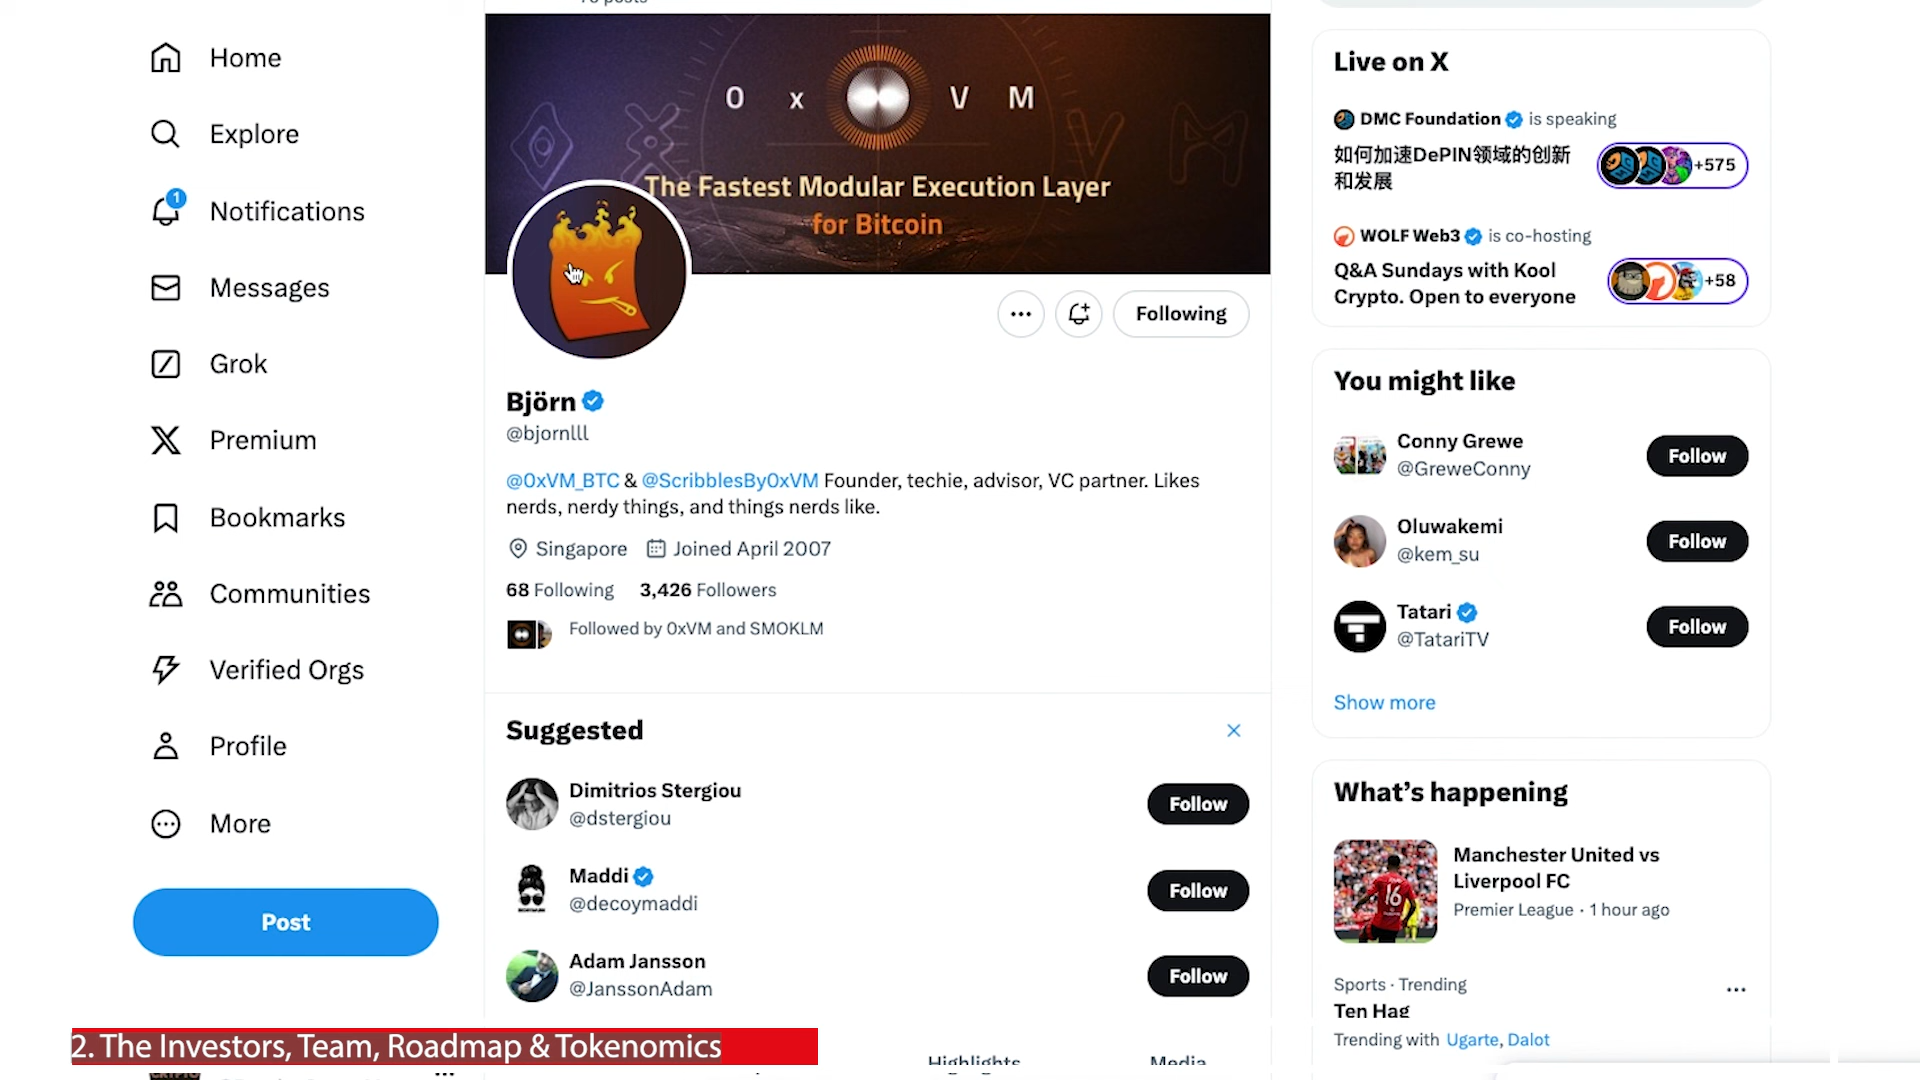 Home
Explore
1
Notifications
Messages
Grok
Premium
Bookmarks
Communities
Verified Orgs
Profile
More
Post
posts
O x V M
The Fastest Modular Execution Layer
for Bitcoin
Following
Björn
@bjornlll
@0xVM_BTC & @ScribblesBy0xVM Founder, techie, advisor, VC partner. Likes
nerds, nerdy things, and things nerds like.
Singapore Joined April 2007
68 Following 3,426 Followers
Followed by 0xVM and SMOKLM
Suggested
Dimitrios Stergiou
@dstergiou
Follow
Maddi
@decoymaddi
Follow
Adam Jansson
@JanssonAdam
Follow
Highlights
Media
2. The Investors, Team, Roadmap & Tokenomics
Live on X
DMC Foundation is speaking
如何加速DePIN领域的创新
和发展
+575
WOLF Web3 is co-hosting
Q&A Sundays with Kool
Crypto. Open to everyone
+58
You might like
Conny Grewe
@GreweConny
Follow
Oluwakemi
@kem_su
Follow
Tatari
@TatariTV
Follow
Show more
What's happening
Manchester United vs
Liverpool FC
Premier League · 1 hour ago
16
Sports · Trending
Ten Hag
Trending with Ugarte, Dalot